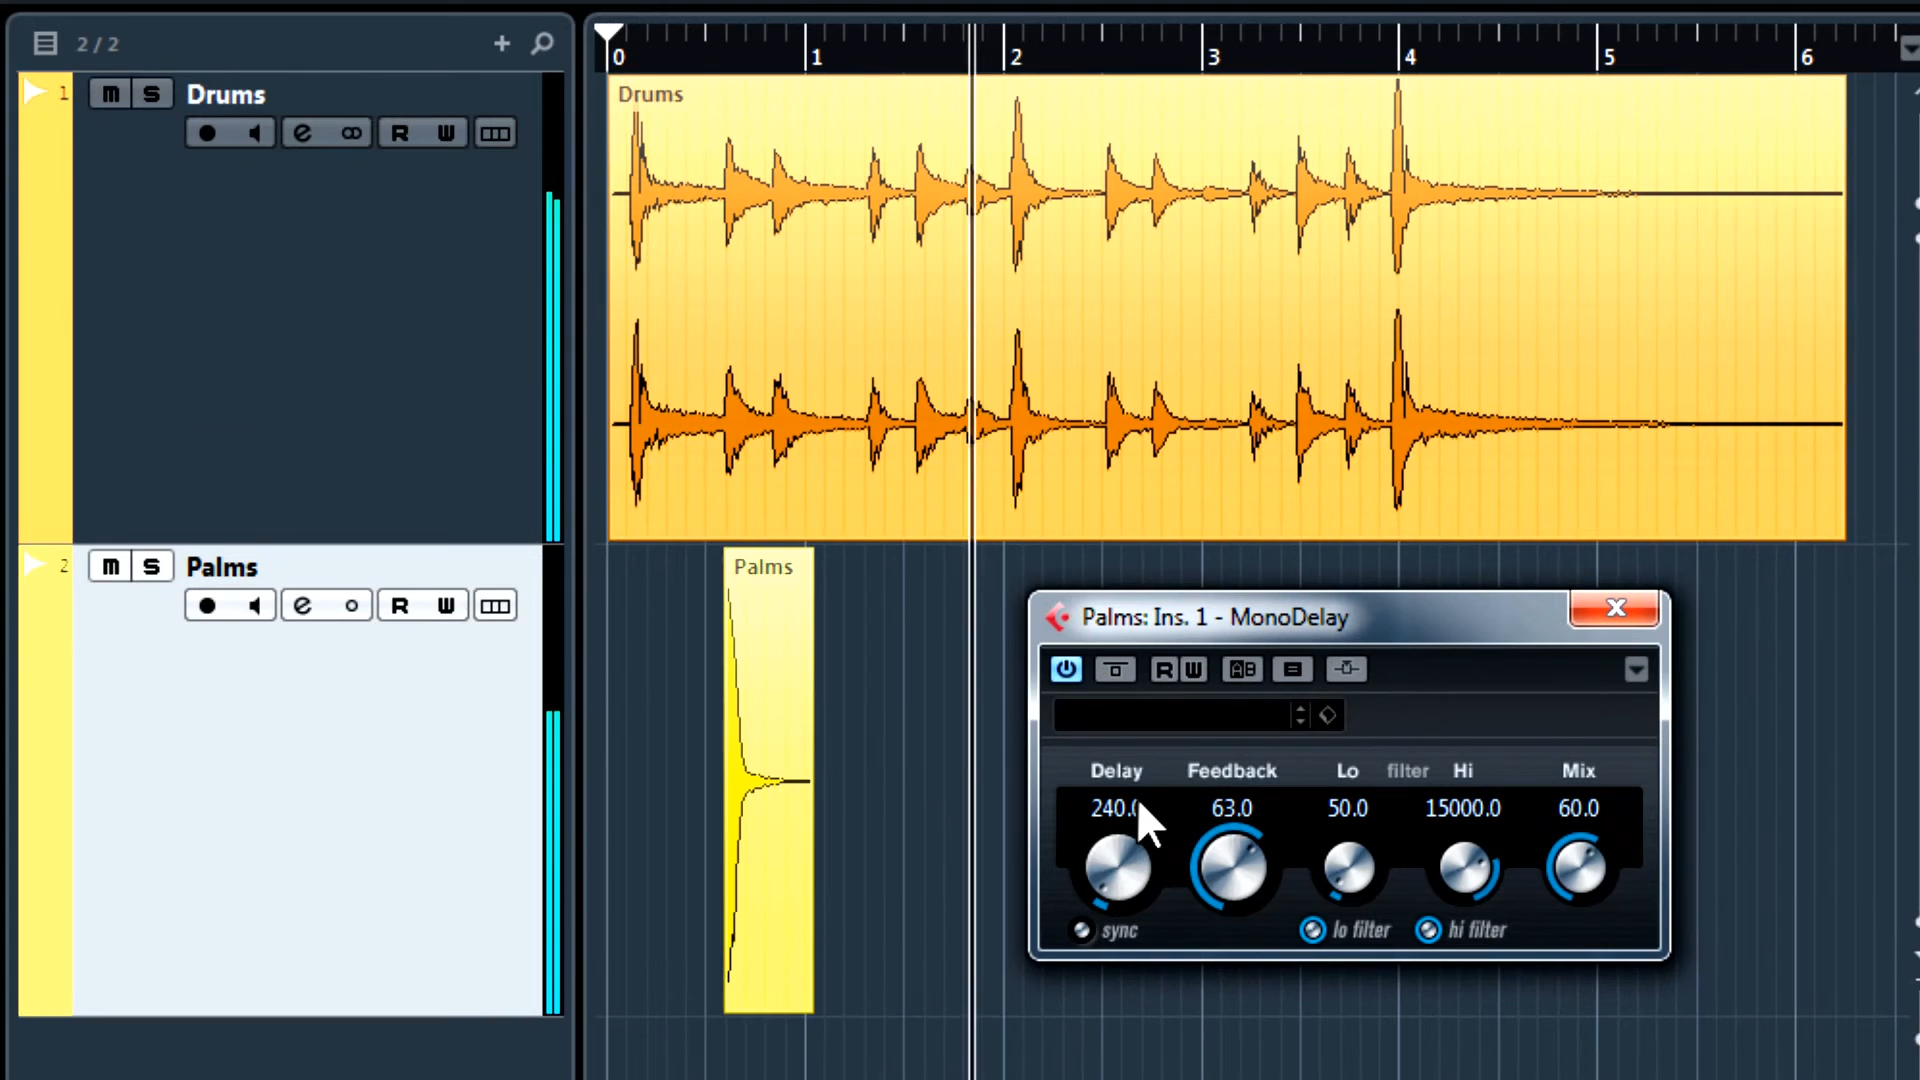 2 / 2
0 1 2 3 4 5 6
1 m S Drums
R W
Drums
2 m S Palms
R W
Palms
Palms: Ins. 1 - MonoDelay
X
R W AB
Delay Feedback Lo filter Hi Mix
240.0 63.0 50.0 15000.0 60.0
sync lo filter hi filter